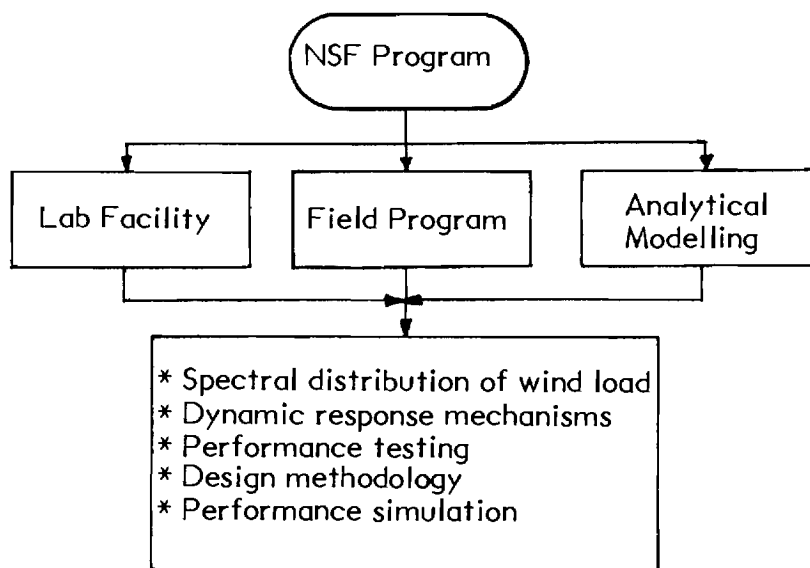 NSF Program
Lab Facility
Field Program
Analytical
Modelling
* Spectral distribution of wind load
* Dynamic response mechanisms
* Performance testing
* Design methodology
* Performance simulation